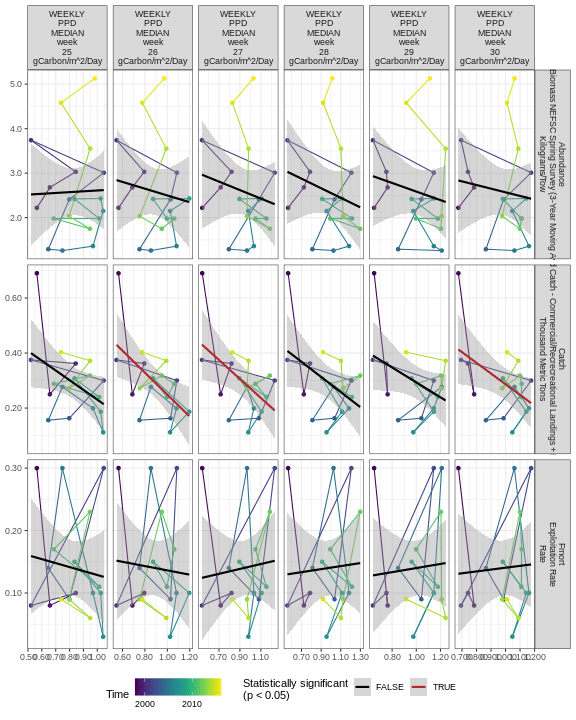 WEEKLY
PPD
MEDIAN
week
25
gCarbon/m^2/Day
WEEKLY
PPD
MEDIAN
week
26
gCarbon/m^2/Day
WEEKLY
PPD
MEDIAN
week
27
gCarbon/m^2/Day
WEEKLY
PPD
MEDIAN
week
28
gCarbon/m^2/Day
WEEKLY
PPD
MEDIAN
week
29
gCarbon/m^2/Day
WEEKLY
PPD
MEDIAN
week
30
gCarbon/m^2/Day
5.0
4.0
3.0
2.0
Abundance
Biomass NEFSC Spring Survey (3-Year Moving
Kilograms/tow
0.60
0.40
0.20
Catch
Catch - Commercial/Recreational Landings +
Thousand Metric Tons
0.30
0.20
0.10
Fmort
Exploitation Rate
Rate
0.50 0.60 0.70 0.80 0.90 1.00
0.60 0.80 1.00 1.20
0.70 0.90 1.10
0.70 0.90 1.10 1.30
0.80 1.00 1.20
0.70 0.80 0.90 1.00 1.10 1.20
Time
2000 2010
Statistically significant
(p < 0.05)
FALSE
TRUE